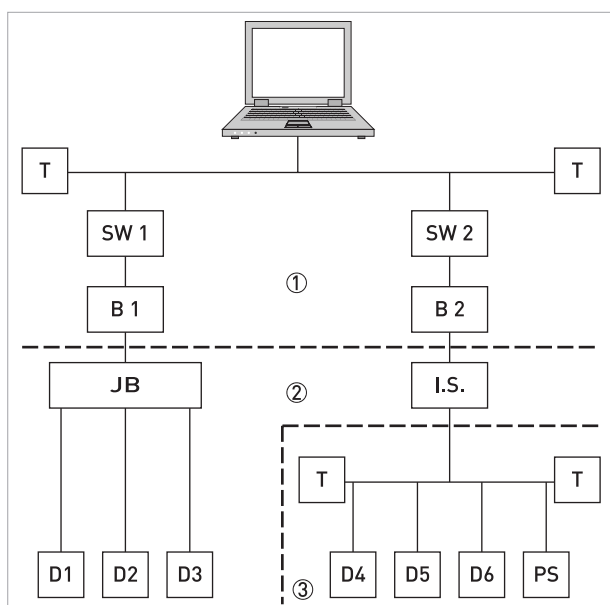 T T
SW 1 SW 2
①
B 1 B 2
JB ② I.S.
T T
D1 D2 D3 ③ D4 D5 D6 PS